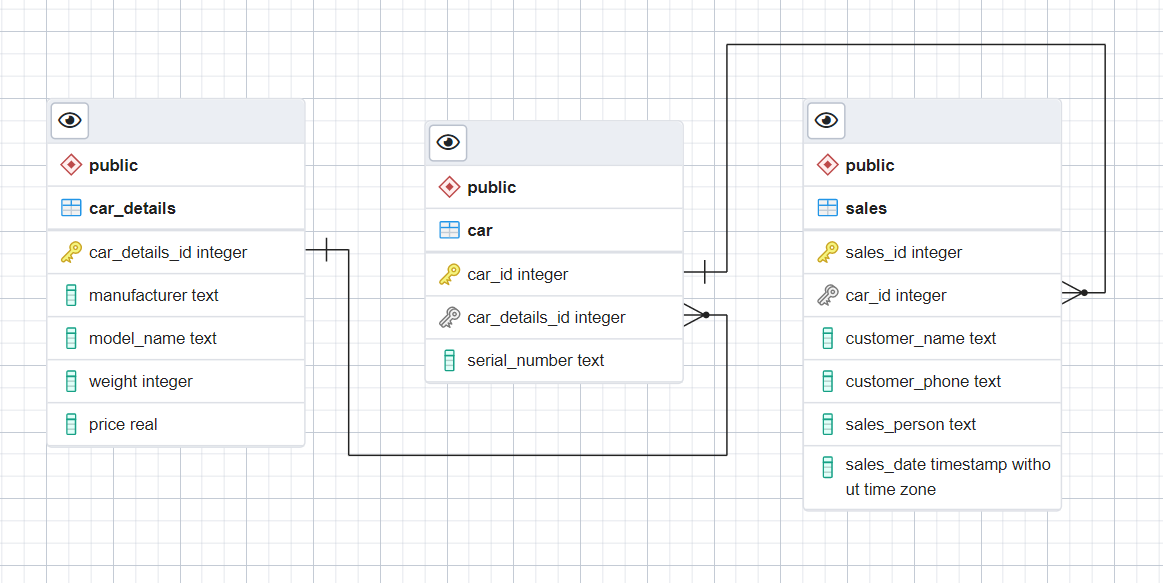 public
car_details
car_details_id integer
manufacturer text
model_name text
weight integer
price real
public
car
car_id integer
car_details_id integer
serial_number text
public
sales
sales_id integer
car_id integer
customer_name text
customer_phone text
sales_person text
sales_date timestamp witho
ut time zone